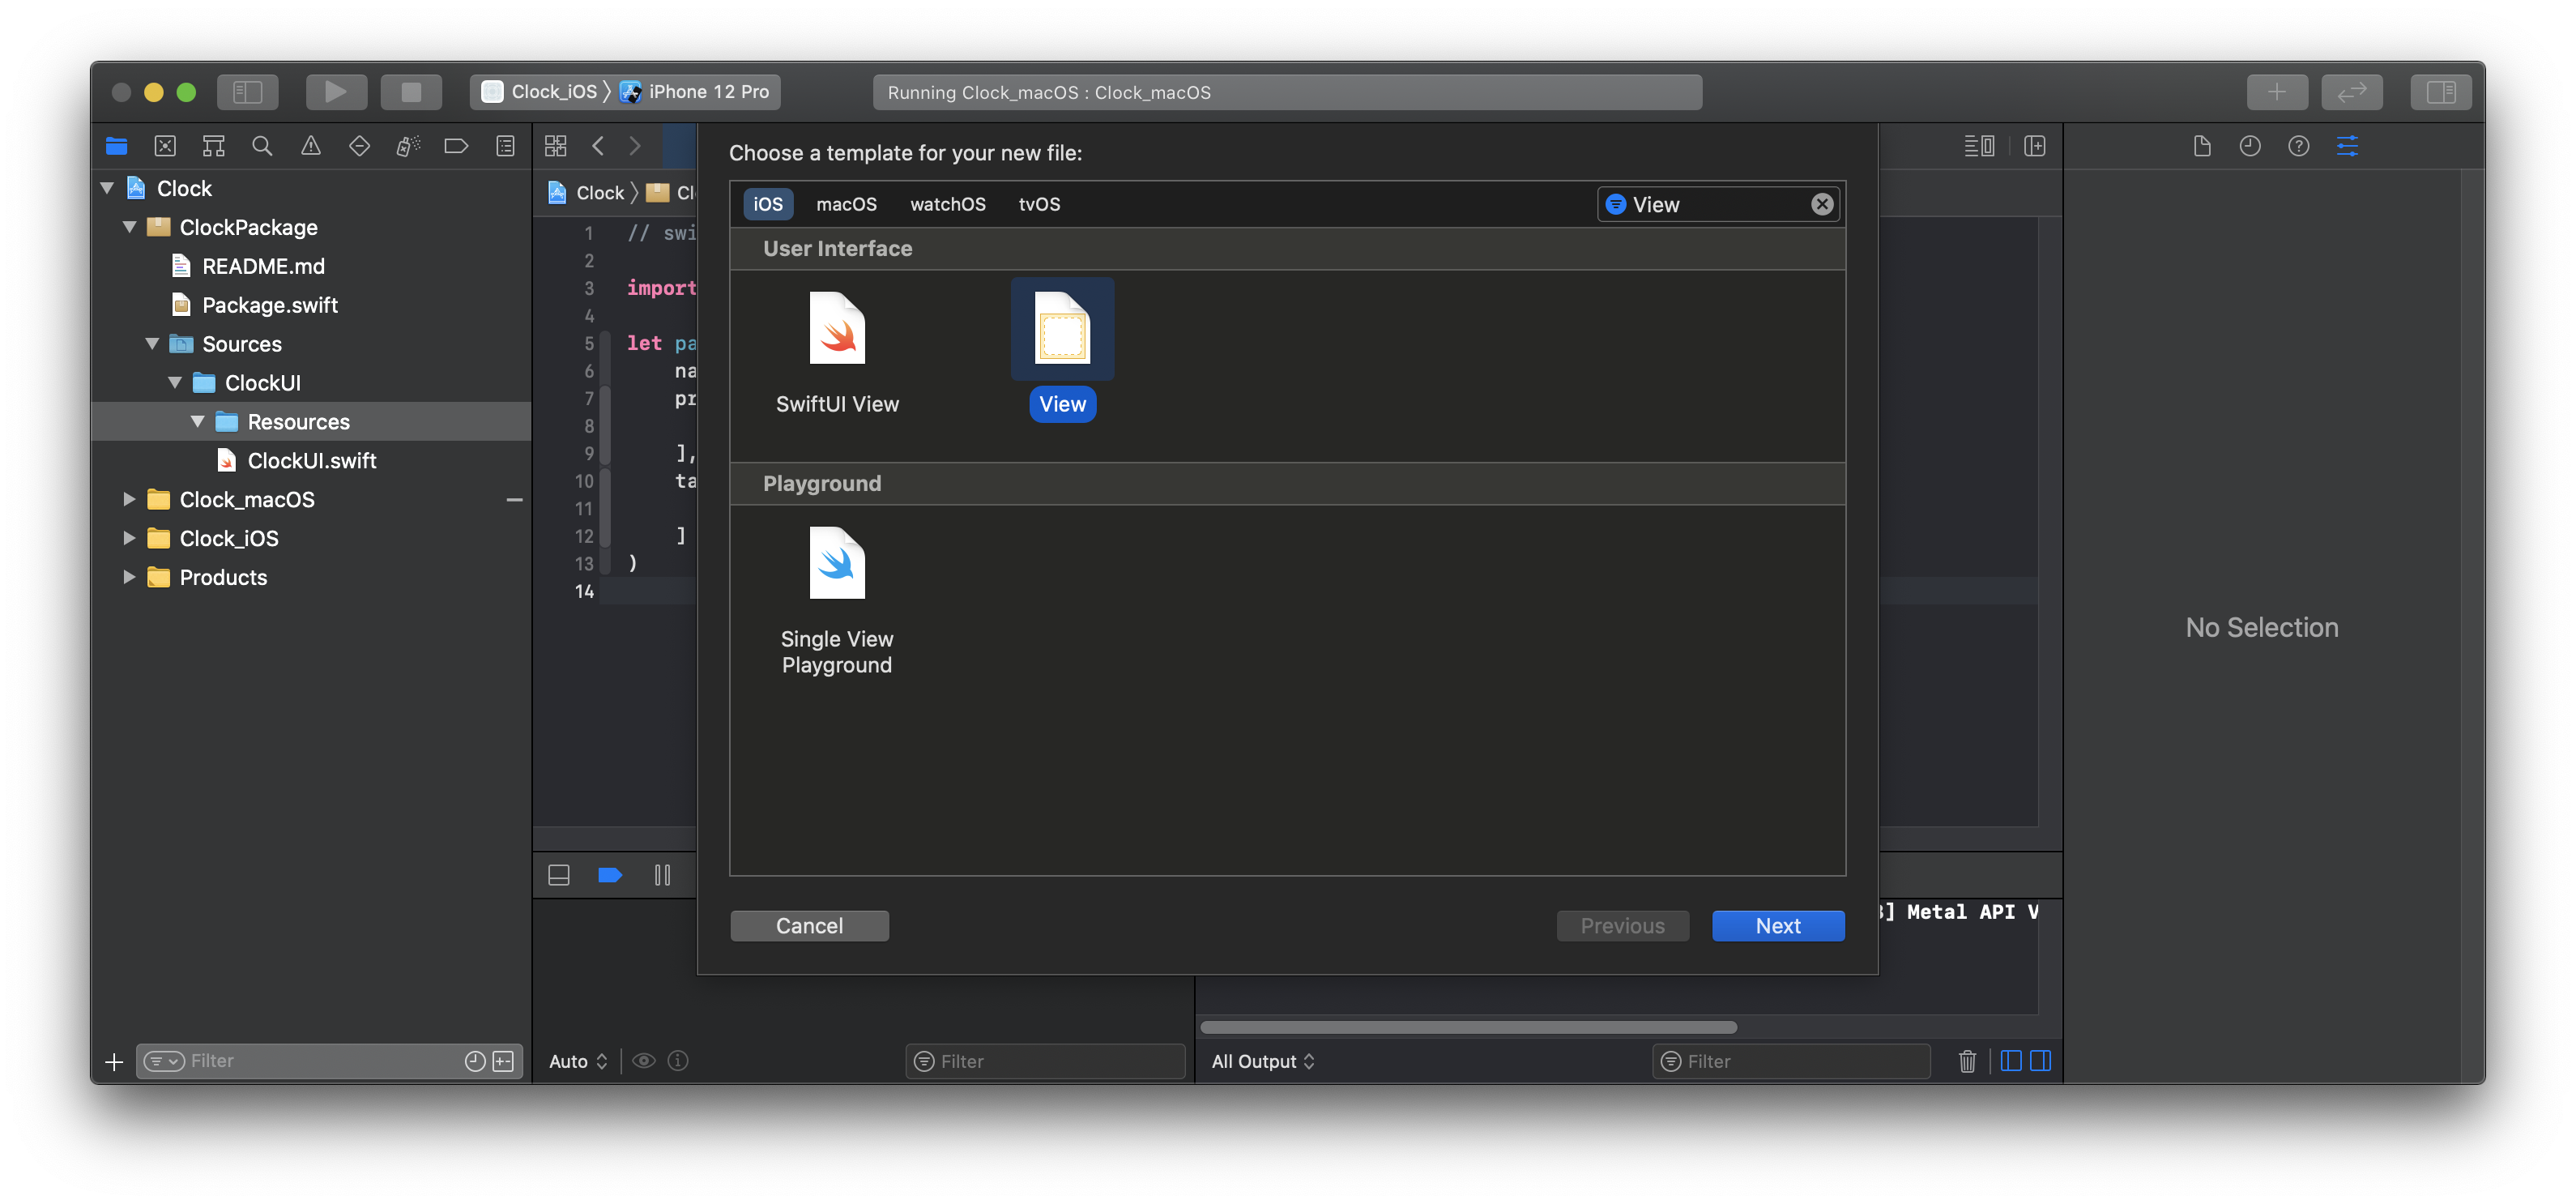 Clock_iOS 〉 iPhone 12 Pro
Running Clock_macOS : Clock_macOS
Clock
ClockPackage
README.md
Package.swift
Sources
ClockUI
Resources
ClockUI.swift
Clock_macOS
Clock_iOS
Products
Filter
Clock 〉 Cl
1 // swi
2
3 import
4
5 let pa
6 na
7 pr
8
9 ],
10 ta
11
12 ]
13 )
14
Choose a template for your new file:
iOS macOS watchOS tvOS
View
User Interface
SwiftUI View
View
Playground
Single View
Playground
Cancel
Previous
Next
] Metal API V
Auto
Filter
All Output
Filter
No Selection